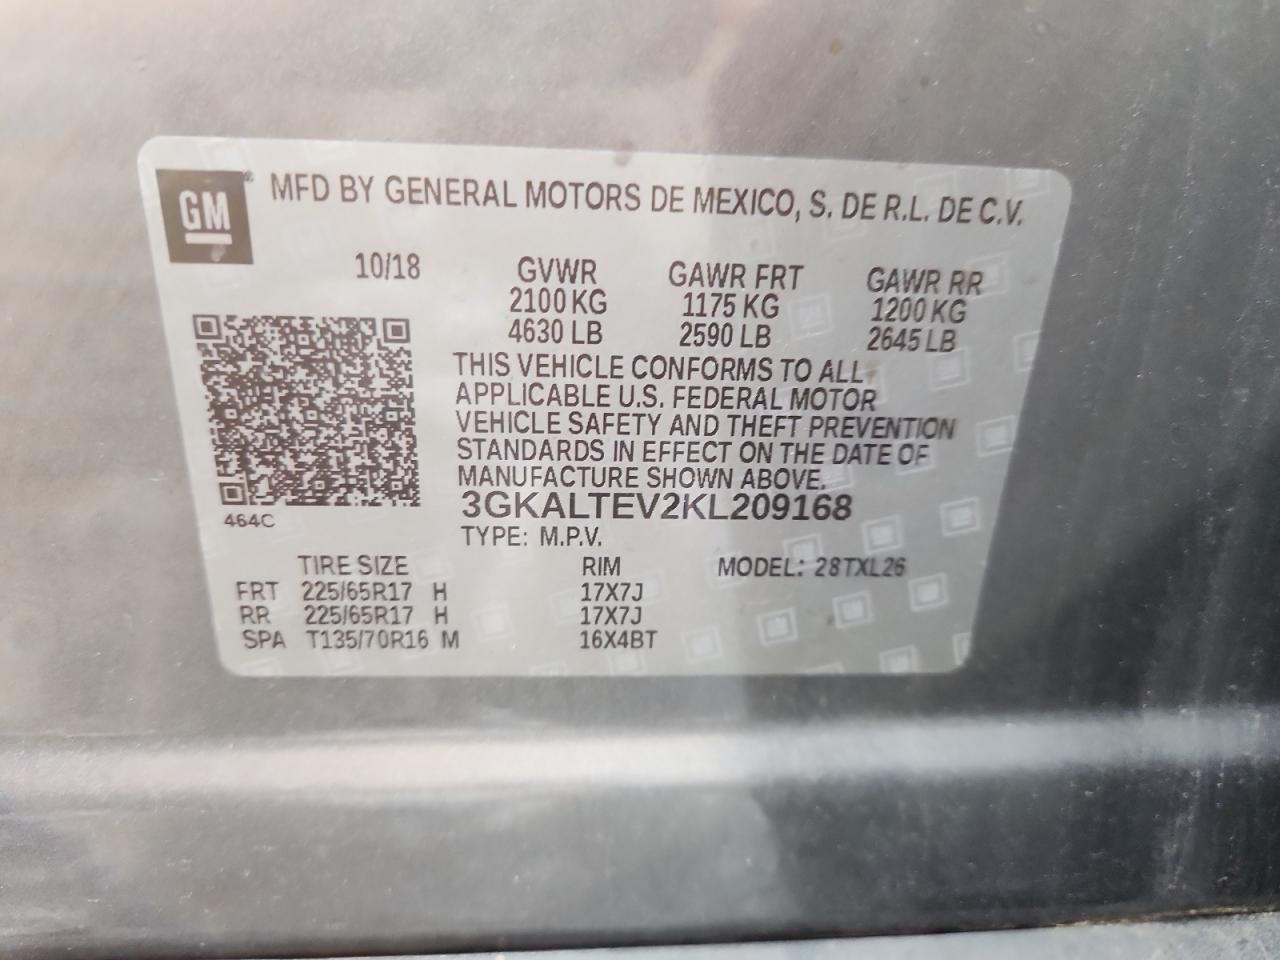 GM
MFD BY GENERAL MOTORS DE MEXICO, S. DE R.L. DE C.V.
10/18 GVWR GAWR FRT GAWR RR
2100 KG 1175 KG 1200 KG
4630 LB 2590 LB 2645 LB
THIS VEHICLE CONFORMS TO ALL
APPLICABLE U.S. FEDERAL MOTOR
VEHICLE SAFETY AND THEFT PREVENTION
STANDARDS IN EFFECT ON THE DATE OF
MANUFACTURE SHOWN ABOVE.
3GKALTEV2KL209168
464C
TYPE: M.P.V.
TIRE SIZE RIM MODEL: 28TXL26
FRT 225/65R17 H 17X7J
RR 225/65R17 H 17X7J
SPA T135/70R16 M 16X4BT